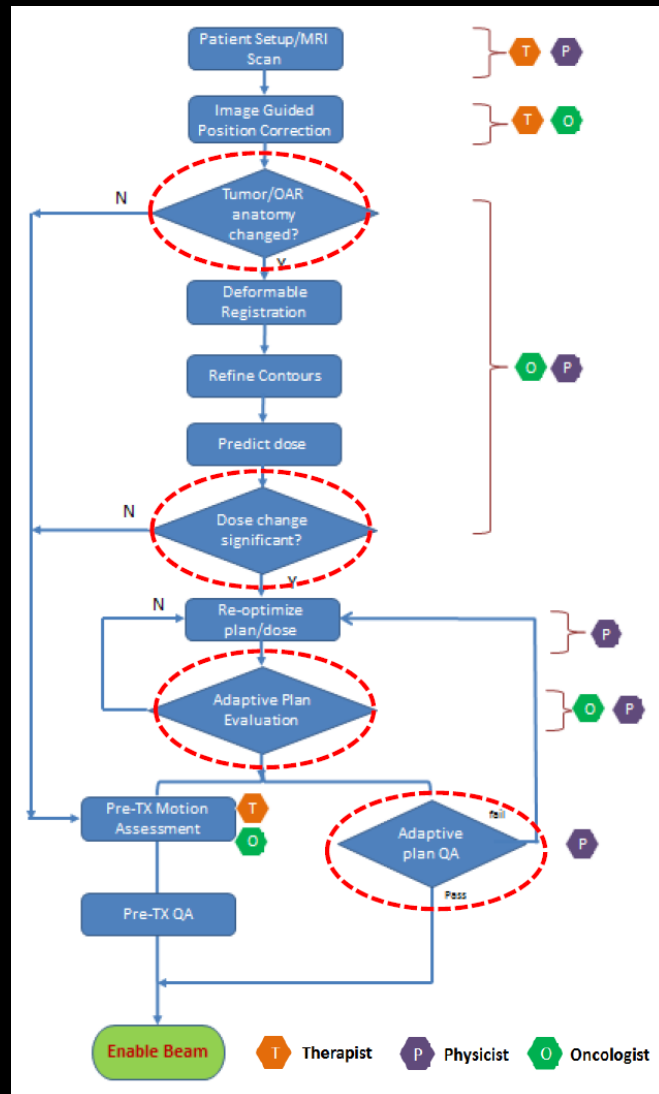 Patient Setup/MRI
Scan
T
P
Image Guided
Position Correction
T
O
Tumor/OAR
anatomy
changed?
N
Y
Deformable
Registration
Refine Contours
O
P
Predict dose
Dose change
significant?
N
Y
Re-optimize
plan/dose
N
P
Adaptive Plan
Evaluation
O
P
Pre-TX Motion
Assessment
T
O
Adaptive
plan QA
fail
P
Pass
Pre-TX QA
Enable Beam
T Therapist
P Physicist
O Oncologist